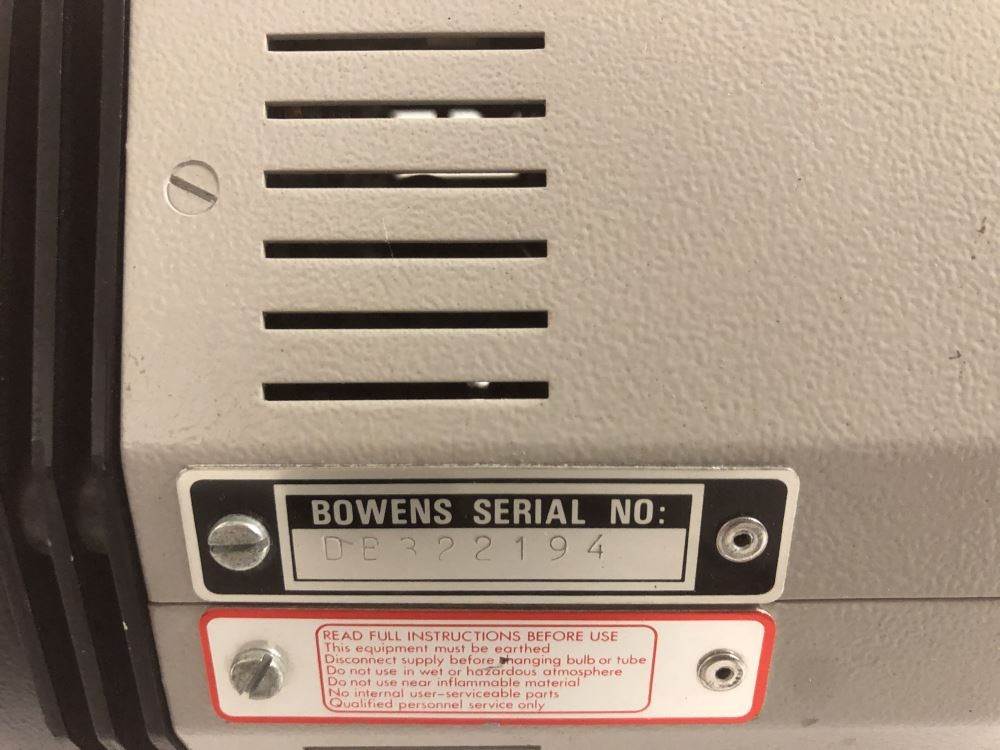 BOWENS SERIAL NO:
DB322194
READ FULL INSTRUCTIONS BEFORE USE
This equipment must be earthed
Disconnect supply before changing bulb or tube
Do not use in wet or hazardous atmosphere
Do not use near inflammable material
No internal user-serviceable parts
Qualified personnel service only